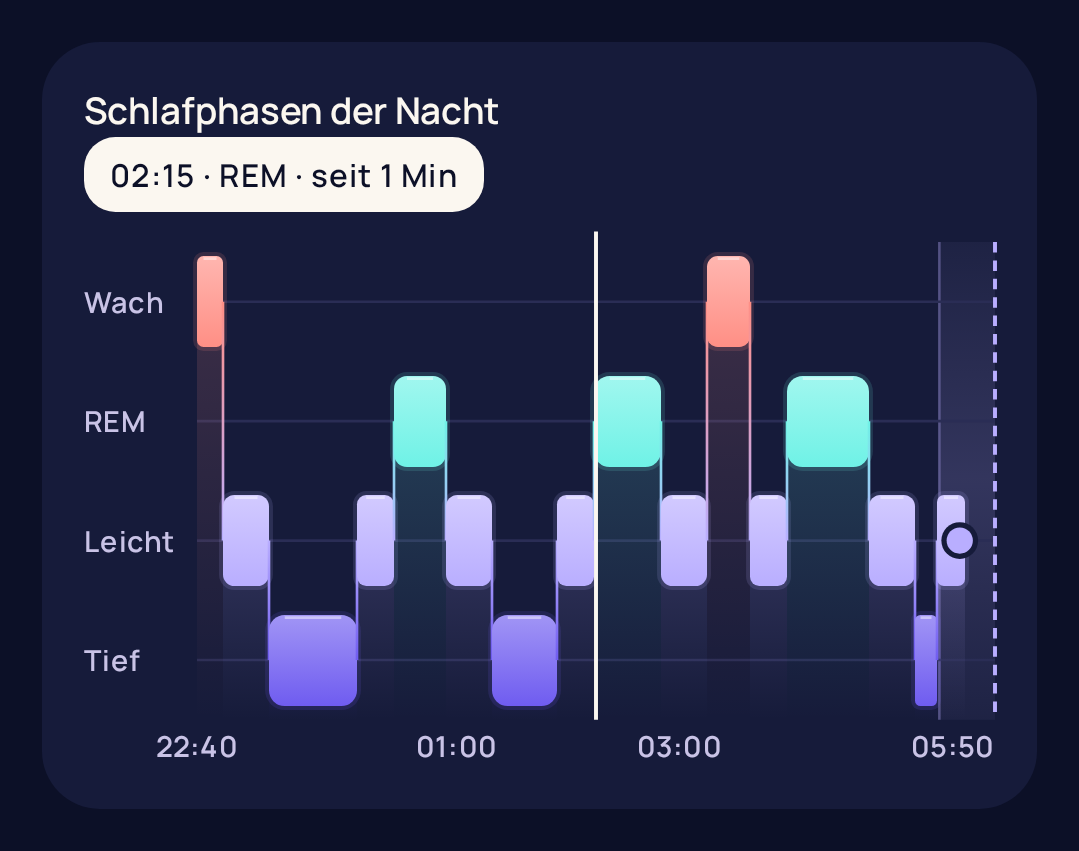 Schlafphasen der Nacht
02:15 · REM · seit 1 Min
Wach
REM
Leicht
Tief
22:40 01:00 03:00 05:50